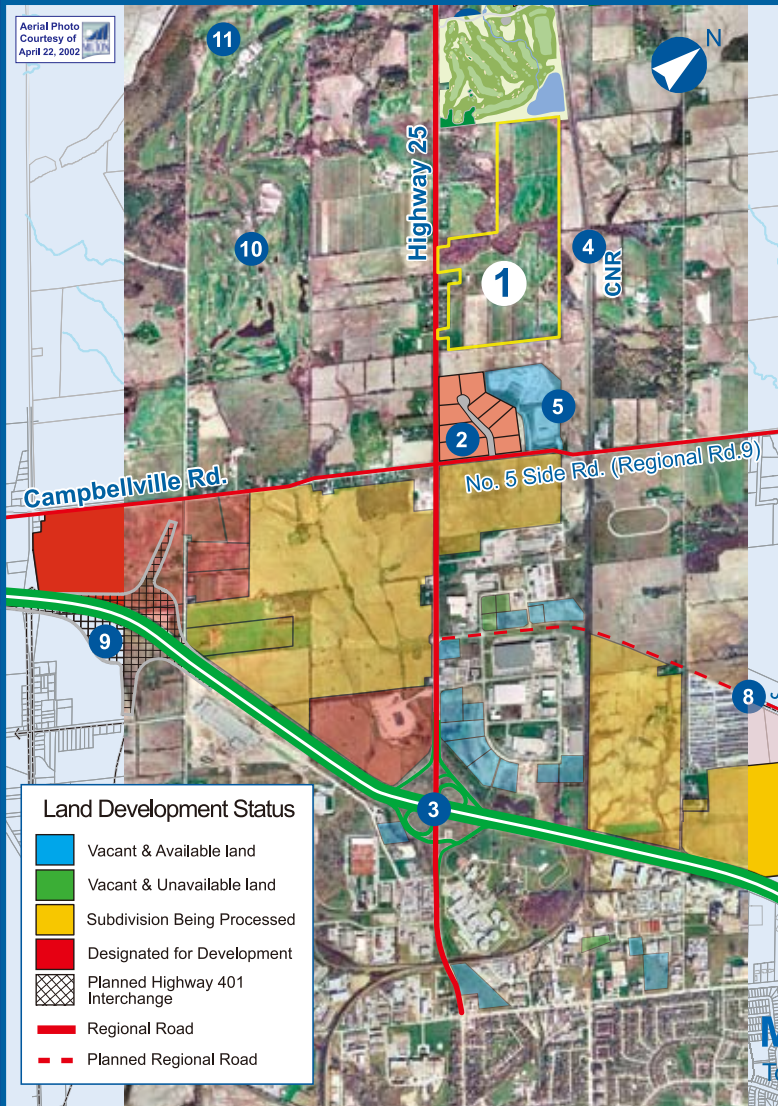 Aerial Photo
Courtesy of
April 22, 2002
MILTON
11
N
Highway 25
10
1
4
CNR
5
2
Campbellville Rd.
No. 5 Side Rd. (Regional Rd.9)
9
8
3
Land Development Status
Vacant & Available land
Vacant & Unavailable land
Subdivision Being Processed
Designated for Development
Planned Highway 401
Interchange
Regional Road
Planned Regional Road